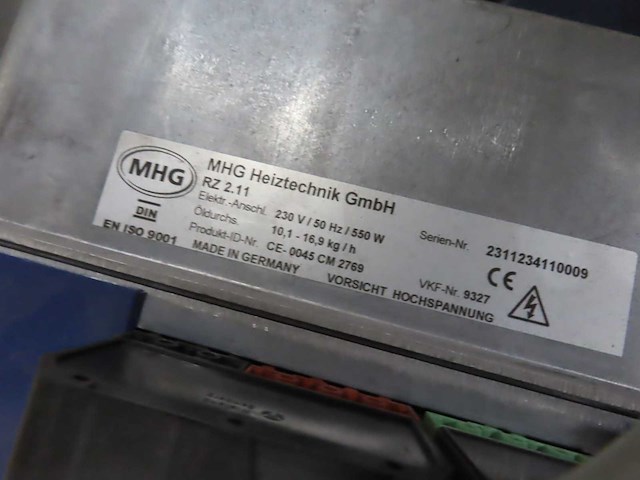 MHG
DIN
EN ISO 9001
MHG Heiztechnik GmbH
RZ 2.11
Elektr.-Anschl. 230 V / 50 Hz / 550 W
Öldurchs. 10,1 - 16,9 kg / h
Produkt-ID-Nr. CE- 0045 CM 2769
MADE IN GERMANY
Serien-Nr. 2311234110009
CE
VKF-Nr. 9327
VORSICHT HOCHSPANNUNG